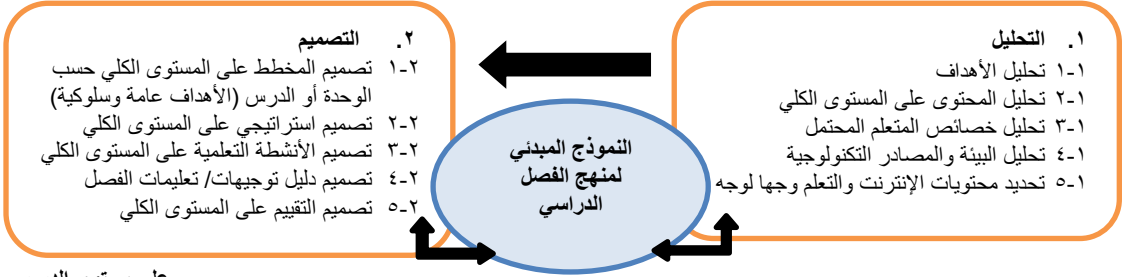 ١. التحليل
١-١ تحليل الأهداف
٢-١ تحليل المحتوى على المستوى الكلي
٣-١ تحليل خصائص المتعلم المحتمل
٤-١ تحليل البيئة والمصادر التكنولوجية
٥-١ تحديد محتويات الإنترنت والتعلم وجها لوجه
٢. التصميم
١-٢ تصميم المخطط على المستوى الكلي حسب
الوحدة أو الدرس (الأهداف عامة وسلوكية)
٢-٢ تصميم استراتيجي على المستوى الكلي
٣-٢ تصميم الأنشطة التعلمية على المستوى الكلي
٤-٢ تصميم دليل توجيهات/ تعليمات الفصل
٥-٢ تصميم التقييم على المستوى الكلي
النموذج المبدئي
لمنهج الفصل
الدراسي